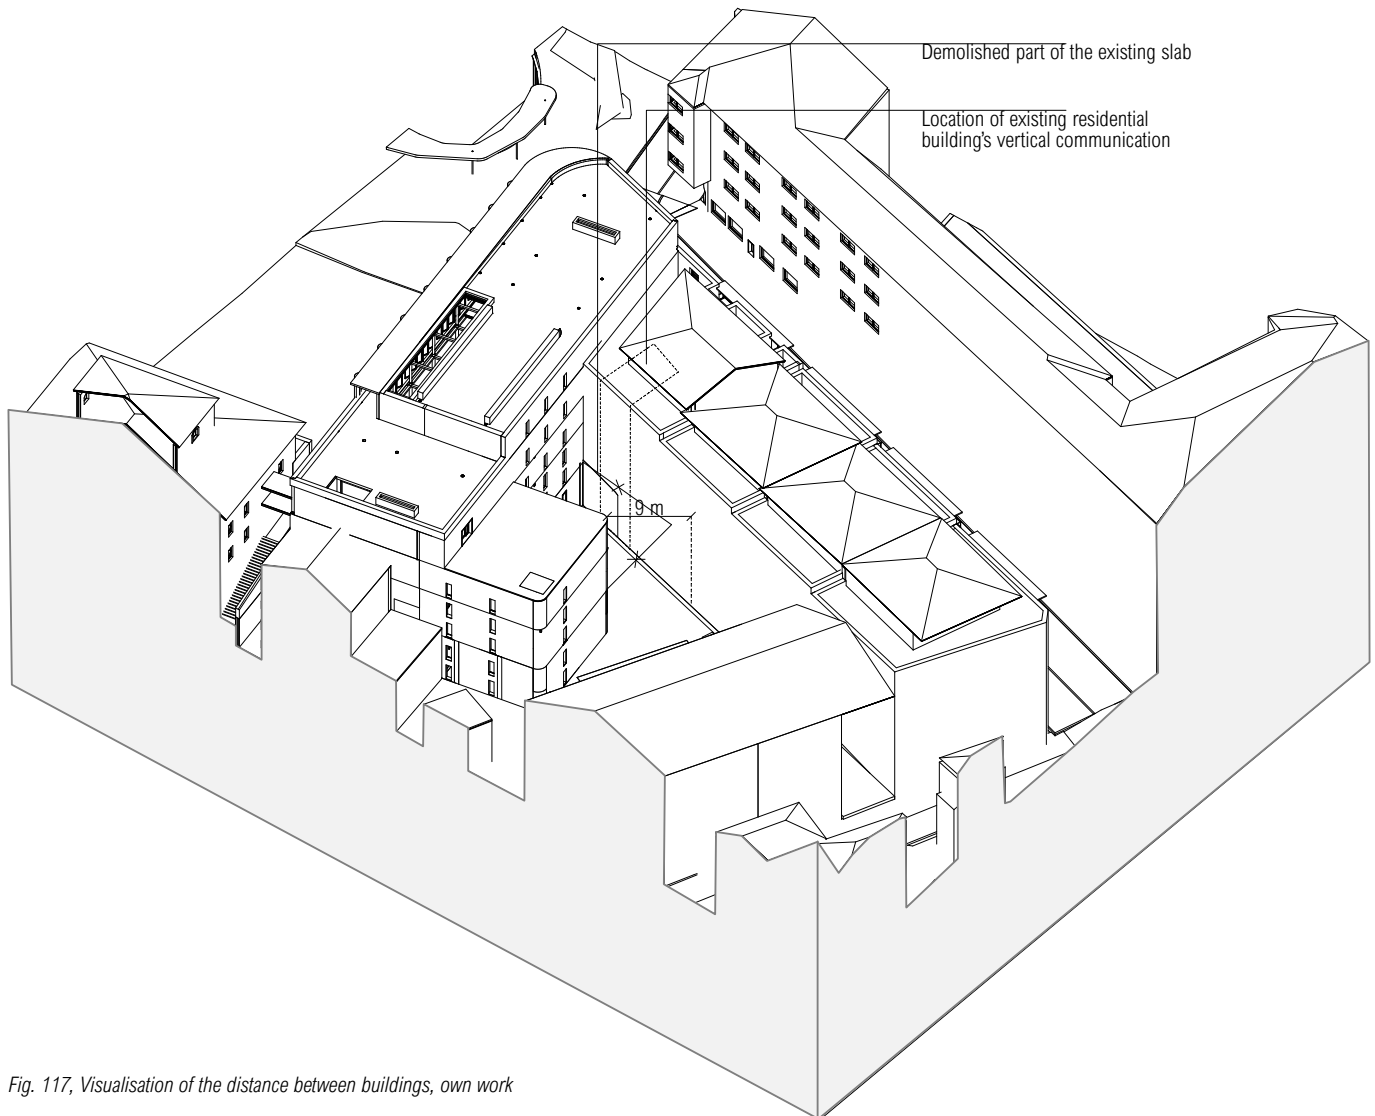 Demolished part of the existing slab
Location of existing residential
building's vertical communication
9 m
Fig. 117, Visualisation of the distance between buildings, own work